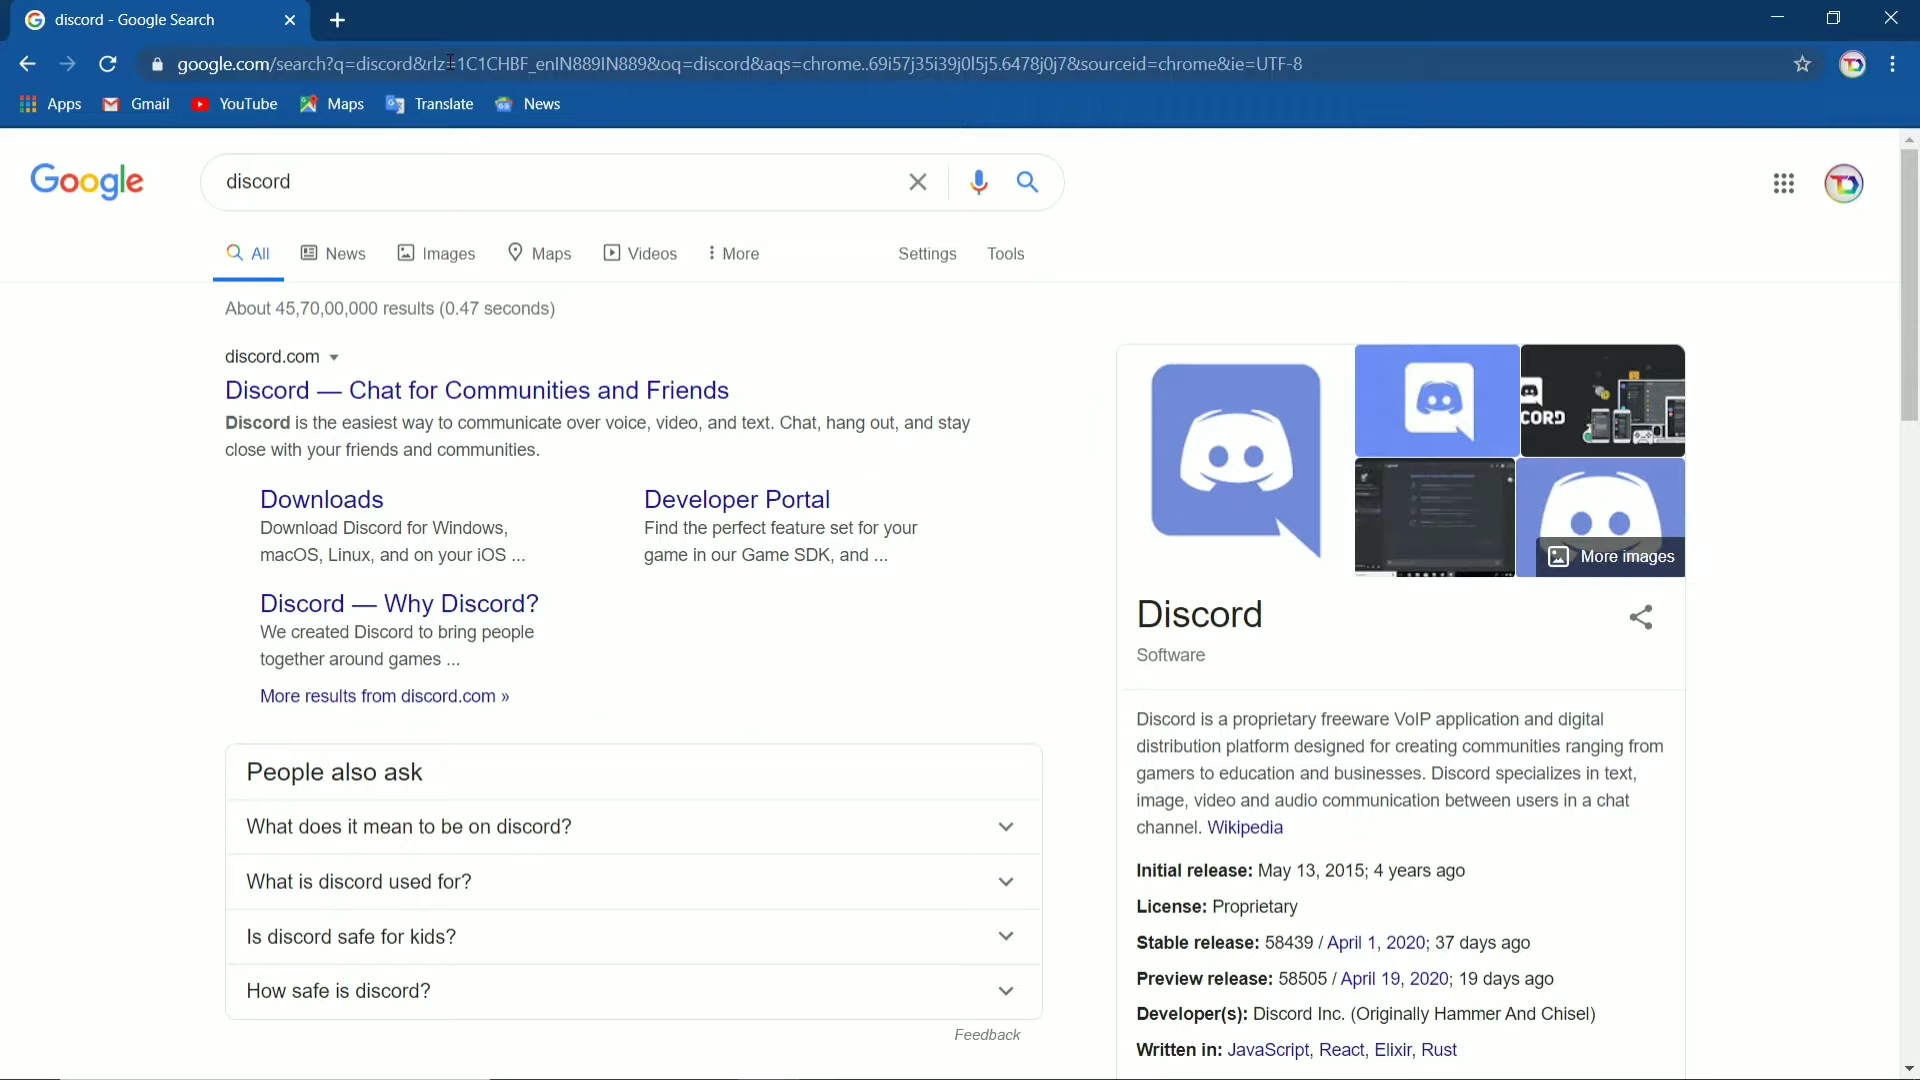 discord - Google Search
google.com/search?q=discord&rlz=1C1CHBF_enIN889IN889&oq=discord&aqs=chrome..69i57j35i39j0l5j5.6478j0j7&sourceid=chrome&ie=UTF-8
Apps Gmail YouTube Maps Translate News
Google
discord
All News Images Maps Videos More Settings Tools
About 45,70,00,000 results (0.47 seconds)
discord.com
Discord — Chat for Communities and Friends
Discord is the easiest way to communicate over voice, video, and text. Chat, hang out, and stay
close with your friends and communities.
Downloads
Download Discord for Windows,
macOS, Linux, and on your iOS ...
Developer Portal
Find the perfect feature set for your
game in our Game SDK, and ...
Discord — Why Discord?
We created Discord to bring people
together around games ...
More results from discord.com »
People also ask
What does it mean to be on discord?
What is discord used for?
Is discord safe for kids?
How safe is discord?
Feedback
CORD
More images
Discord
Software
Discord is a proprietary freeware VoIP application and digital
distribution platform designed for creating communities ranging from
gamers to education and businesses. Discord specializes in text,
image, video and audio communication between users in a chat
channel. Wikipedia
Initial release: May 13, 2015; 4 years ago
License: Proprietary
Stable release: 58439 / April 1, 2020; 37 days ago
Preview release: 58505 / April 19, 2020; 19 days ago
Developer(s): Discord Inc. (Originally Hammer And Chisel)
Written in: JavaScript, React, Elixir, Rust